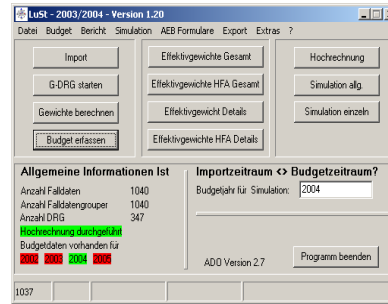 LuSt - 2003/2004 - Version 1.20
Datei Budget Bericht Simulation AEB Formulare Export Extras ?
Import
Effektivgewichte Gesamt
Hochrechnung
G-DRG starten
Effektivgewichte HFA Gesamt
Simulation allg.
Gewichte berechnen
Effektivgewicht Details
Simulation einzeln
Budget erfassen
Effektivgewichte HFA Details
Allgemeine Informationen Ist
Anzahl Falldaten 1040
Anzahl Falldatengrouper 1040
Anzahl DRG 347
Hochrechnung durchgeführt
Budgetdaten vorhanden für
2002 2003 2004 2005
Importzeitraum <> Budgetzeitraum?
Budgetjahr für Simulation: 2004
ADO Version 2.7
Programm beenden
1037